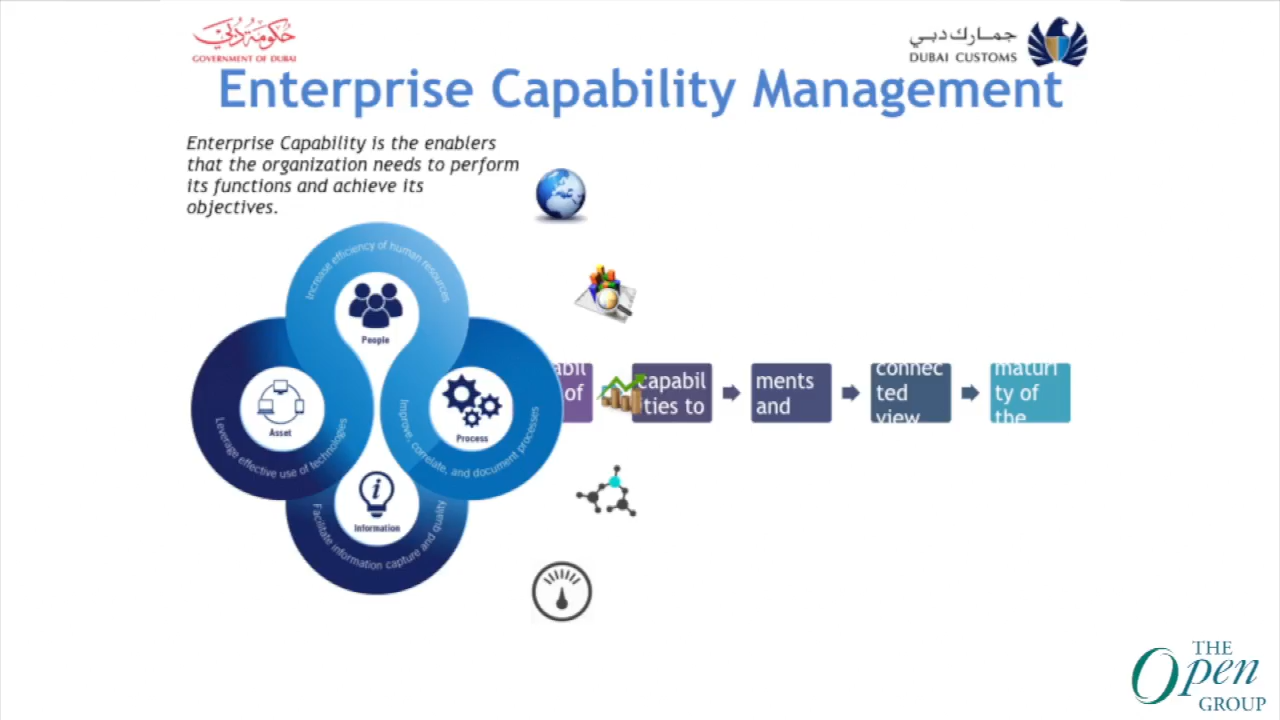 حكومة دبي
GOVERNMENT OF DUBAI
جمارك دبي
DUBAI CUSTOMS
Enterprise Capability Management
Enterprise Capability is the enablers
that the organization needs to perform
its functions and achieve its
objectives.
Increase efficiency of human resources
People
Asset
Leverage effective use of technologies
Process
Improve, correlate, and document processes
Information
Facilitate information capture and quality
abil
of
capabil
ities to
ments
and
connec
ted
view
maturi
ty of
the
THE
Open
GROUP